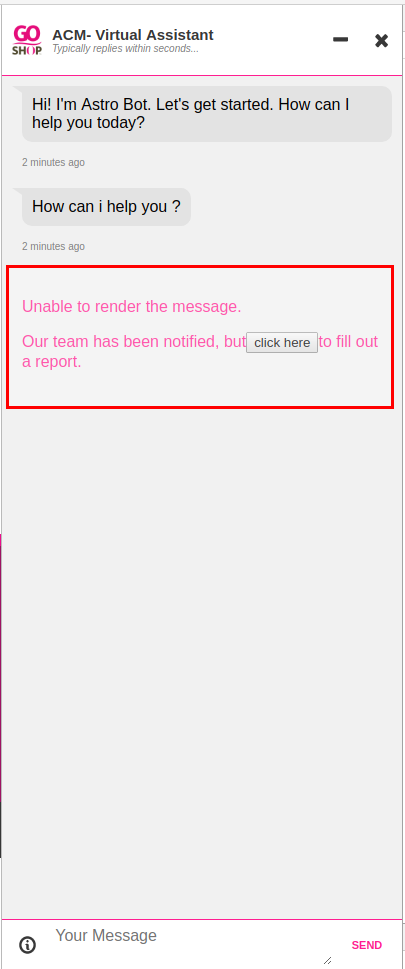 GO
SHOP
ACM- Virtual Assistant
Typically replies within seconds...
Hi! I'm Astro Bot. Let's get started. How can I
help you today?
2 minutes ago
How can i help you ?
2 minutes ago
Unable to render the message.
Our team has been notified, but click here to fill out
a report.
Your Message
SEND